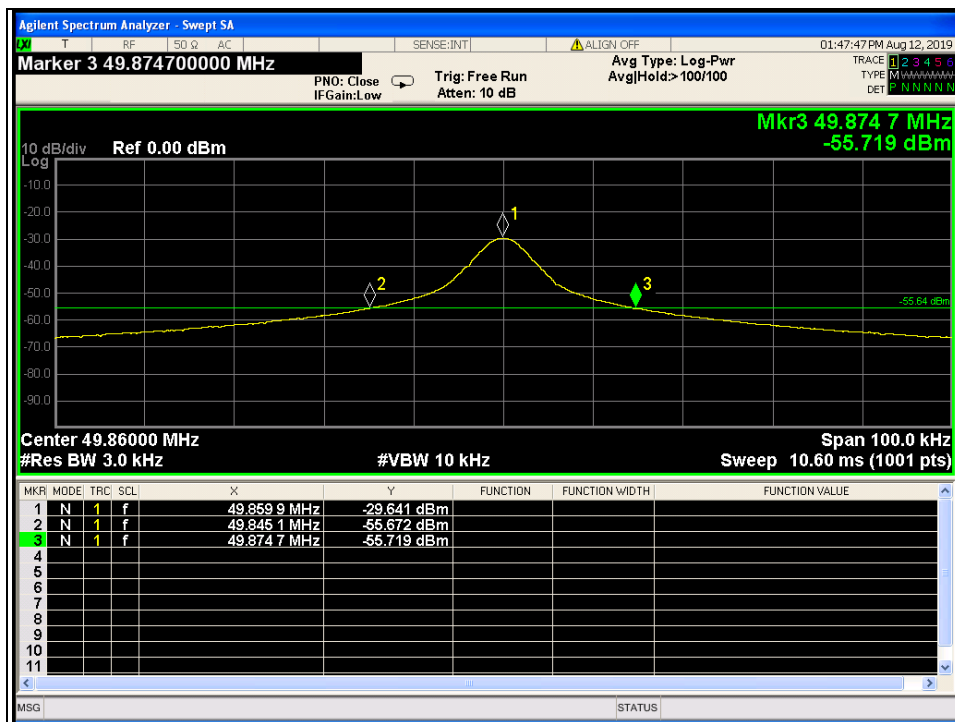 Agilent Spectrum Analyzer - Swept SA
LXI T RF 50 Ω AC SENSE:INT ALIGN OFF 01:47:47 PM Aug 12, 2019
Marker 3 49.874700000 MHz
PNO: Close
IFGain:Low
Trig: Free Run
Atten: 10 dB
Avg Type: Log-Pwr
Avg|Hold:>100/100
TRACE 1 2 3 4 5 6
TYPE M
DET P N N N N N
Mkr3 49.874 7 MHz
-55.719 dBm
10 dB/div Ref 0.00 dBm
Log
-10.0
-20.0
1
-30.0
-40.0
2 3
-50.0
-55.64 dBm
-60.0
-70.0
-80.0
-90.0
Center 49.86000 MHz Span 100.0 kHz
#Res BW 3.0 kHz #VBW 10 kHz Sweep 10.60 ms (1001 pts)
MKR MODE TRC SCL X Y FUNCTION FUNCTION WIDTH FUNCTION VALUE
1 N 1 f 49.859 9 MHz -29.641 dBm
2 N 1 f 49.845 1 MHz -55.672 dBm
3 N 1 f 49.874 7 MHz -55.719 dBm
4
5
6
7
8
9
10
11
MSG STATUS